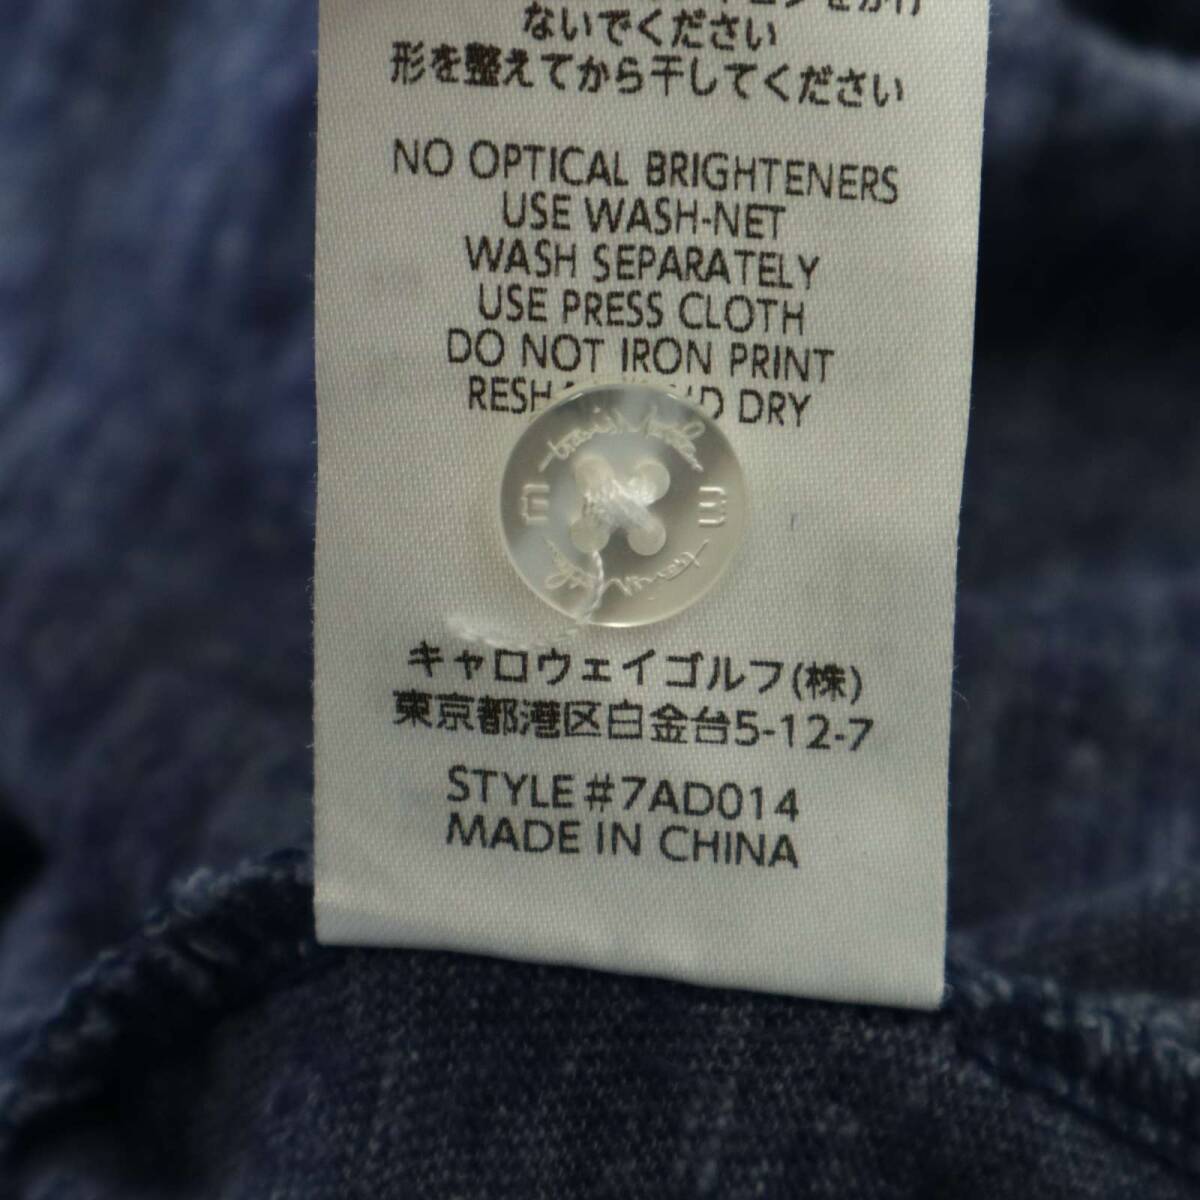 ないでください
形を整えてから干してください
NO OPTICAL BRIGHTENERS
USE WASH-NET
WASH SEPARATELY
USE PRESS CLOTH
DO NOT IRON PRINT
DRY
キャロウェイゴルフ(株)
東京都港区白金台5-12-7
STYLE#7AD014
MADE IN CHINA